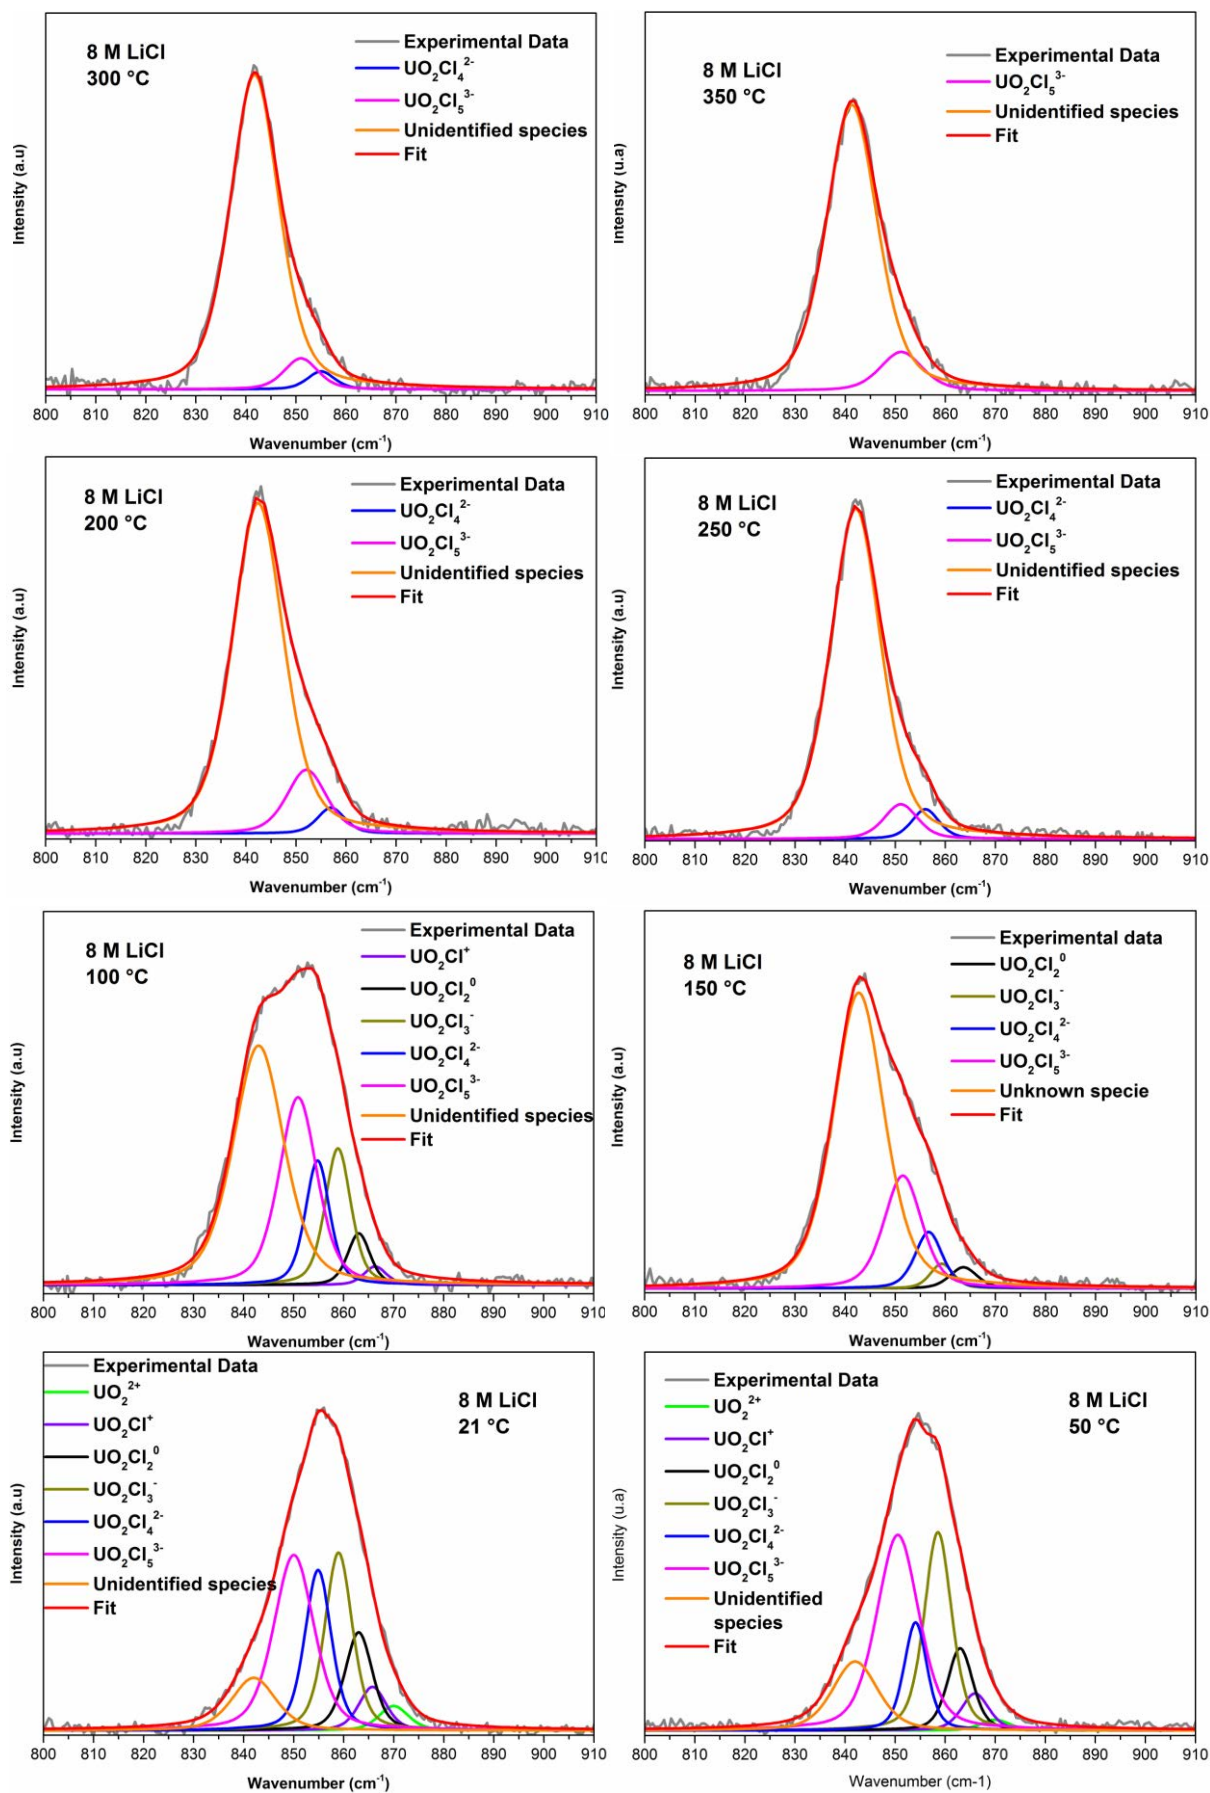 8 M LiCl
300 °C
Experimental Data
UO2Cl4 2-
UO2Cl5 3-
Unidentified species
Fit
Intensity (a.u)
800 810 820 830 840 850 860 870 880 890 900 910
Wavenumber (cm-1)
8 M LiCl
350 °C
Experimental Data
UO2Cl5 3-
Unidentified species
Fit
Intensity (u.a)
800 810 820 830 840 850 860 870 880 890 900 910
Wavenumber (cm-1)
8 M LiCl
200 °C
Experimental Data
UO2Cl4 2-
UO2Cl5 3-
Unidentified species
Fit
Intensity (a.u)
800 810 820 830 840 850 860 870 880 890 900 910
Wavenumber (cm-1)
8 M LiCl
250 °C
Experimental Data
UO2Cl4 2-
UO2Cl5 3-
Unidentified species
Fit
Intensity (a.u)
800 810 820 830 840 850 860 870 880 890 900 910
Wavenumber (cm-1)
8 M LiCl
100 °C
Experimental Data
UO2Cl+
UO2Cl2 0
UO2Cl3 -
UO2Cl4 2-
UO2Cl5 3-
Unidentified species
Fit
Intensity (a.u)
800 810 820 830 840 850 860 870 880 890 900 910
Wavenumber (cm-1)
8 M LiCl
150 °C
Experimental data
UO2Cl2 0
UO2Cl3 -
UO2Cl4 2-
UO2Cl5 3-
Unknown specie
Fit
Intensity (a.u)
800 810 820 830 840 850 860 870 880 890 900 910
Wavenumber (cm-1)
Experimental Data
UO2 2+
UO2Cl+
UO2Cl2 0
UO2Cl3 -
UO2Cl4 2-
UO2Cl5 3-
Unidentified species
Fit
8 M LiCl
21 °C
Intensity (a.u)
800 810 820 830 840 850 860 870 880 890 900 910
Wavenumber (cm-1)
Experimental Data
UO2 2+
UO2Cl+
UO2Cl2 0
UO2Cl3 -
UO2Cl4 2-
UO2Cl5 3-
Unidentified
species
Fit
8 M LiCl
50 °C
Intensity (u.a)
800 810 820 830 840 850 860 870 880 890 900 910
Wavenumber (cm-1)